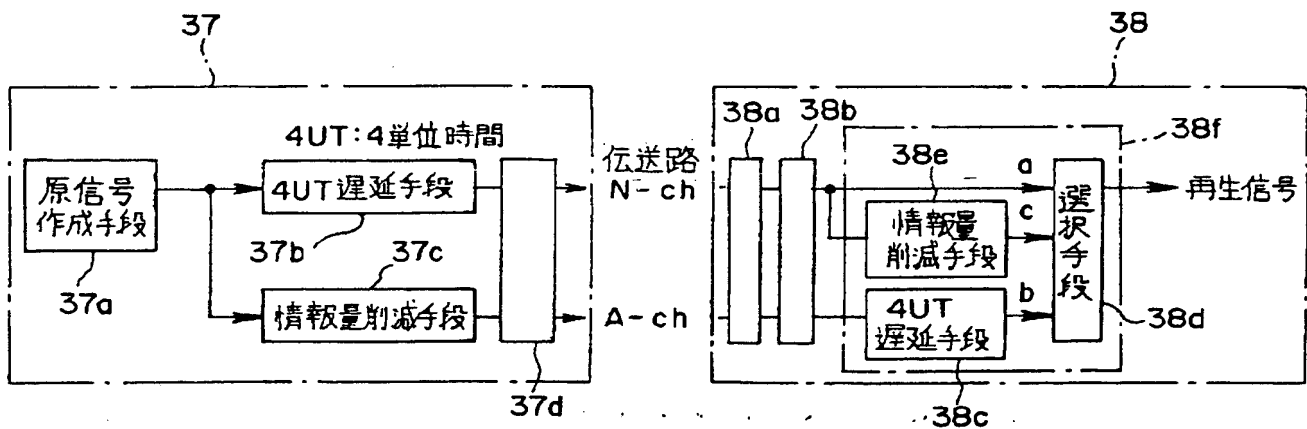 37
4UT:4単位時間
原信号
作成手段
37a
4UT遅延手段
37b
37c
情報量削減手段
37d
伝送路
N-ch
A-ch
38
38a
38b
38f
38e
a
c
情報量
削減手段
b
4UT
遅延手段
38c
選択手段
38d
再生信号